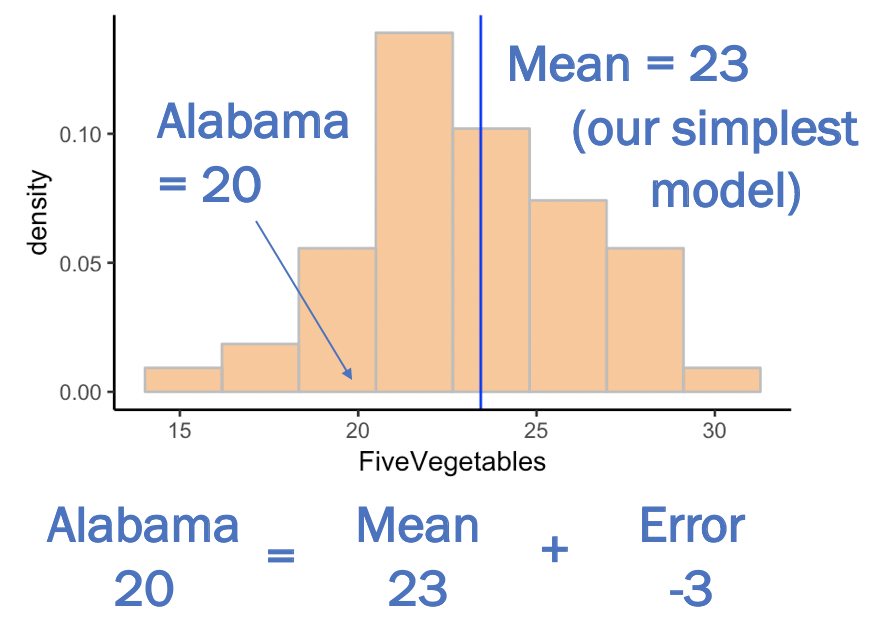 Mean = 23
(our simplest
model)
Alabama
= 20
density
0.10
0.05
0.00
15 20 25 30
FiveVegetables
Alabama = Mean + Error
20 23 -3